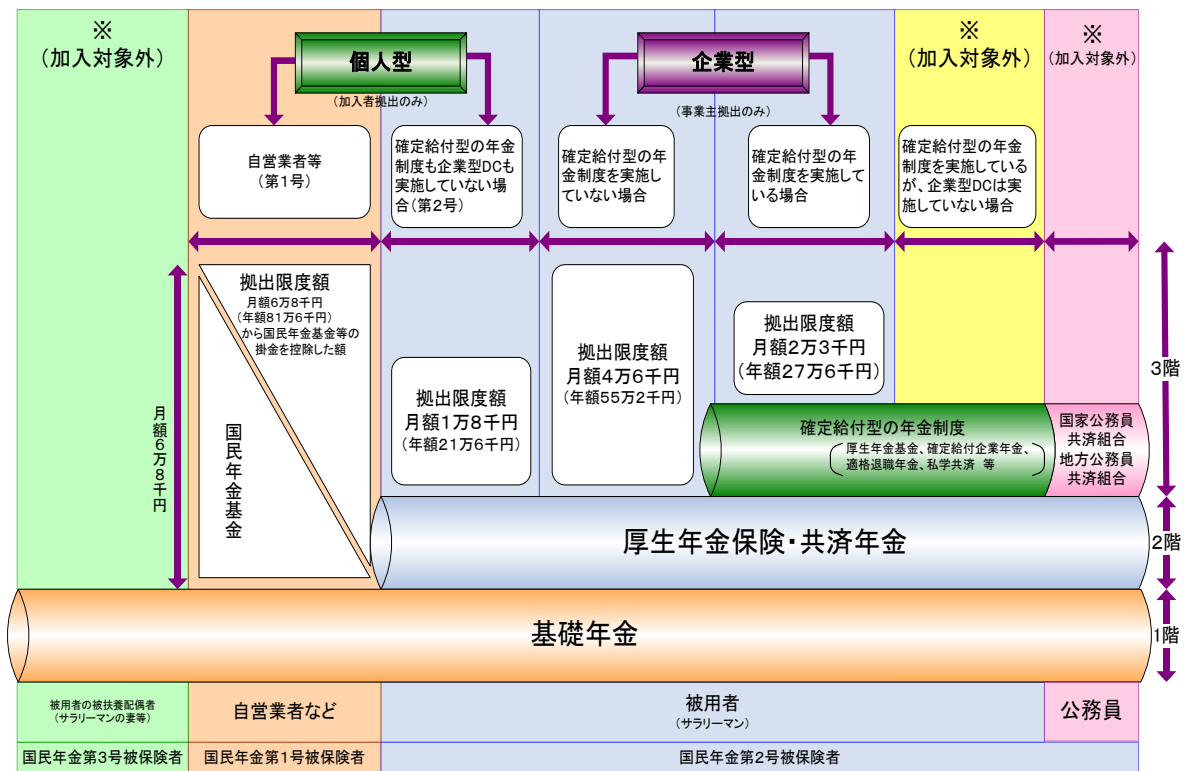 ※
(加入対象外)
個人型
(加入者拠出のみ)
企業型
(事業主拠出のみ)
※
(加入対象外)
※
(加入対象外)
自営業者等
(第1号)
確定給付型の年金
制度も企業型DCも
実施していない場
合(第2号)
確定給付型の年
金制度を実施し
ていない場合
確定給付型の年
金制度を実施して
いる場合
確定給付型の年金
制度を実施している
が、企業型DCは実
施していない場合
拠出限度額
月額6万8千円
(年額81万6千円)
から国民年金基金等の
掛金を控除した額
国民年金基金
月額6万8千円
拠出限度額
月額1万8千円
(年額21万6千円)
拠出限度額
月額4万6千円
(年額55万2千円)
拠出限度額
月額2万3千円
(年額27万6千円)
確定給付型の年金制度
厚生年金基金、確定給付企業年金、
適格退職年金、私学共済 等
国家公務員
共済組合
地方公務員
共済組合
3階
厚生年金保険・共済年金
2階
基礎年金
1階
被用者の被扶養配偶者
(サラリーマンの妻等)
自営業者など
被用者
(サラリーマン)
公務員
国民年金第3号被保険者
国民年金第1号被保険者
国民年金第2号被保険者